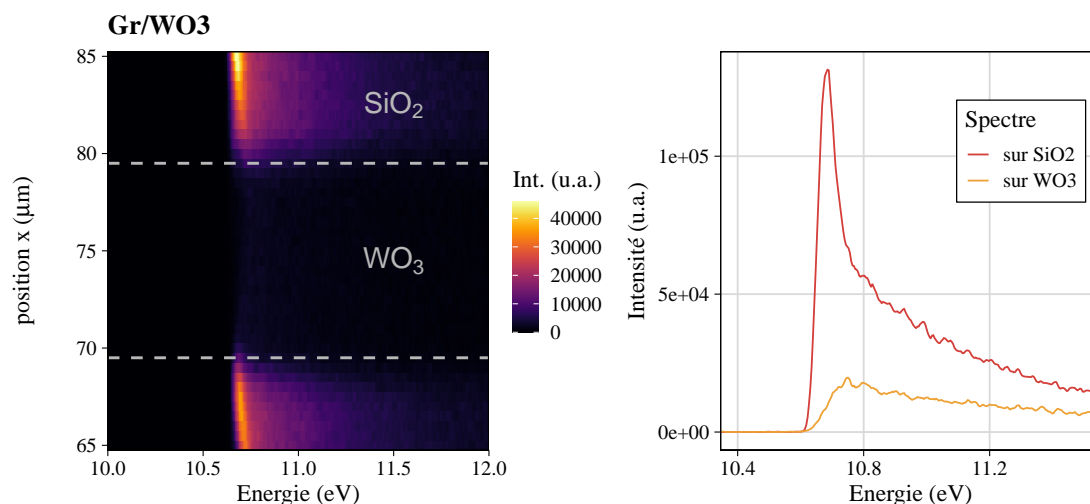 Gr/WO3
85
80
75
70
65
position x (μm)
SiO₂
WO₃
10.0 10.5 11.0 11.5 12.0
Energie (eV)
Int. (u.a.)
40000
30000
20000
10000
0
1e+05
5e+04
0e+00
Intensité (u.a.)
Spectre
sur SiO2
sur WO3
10.4 10.8 11.2
Energie (eV)